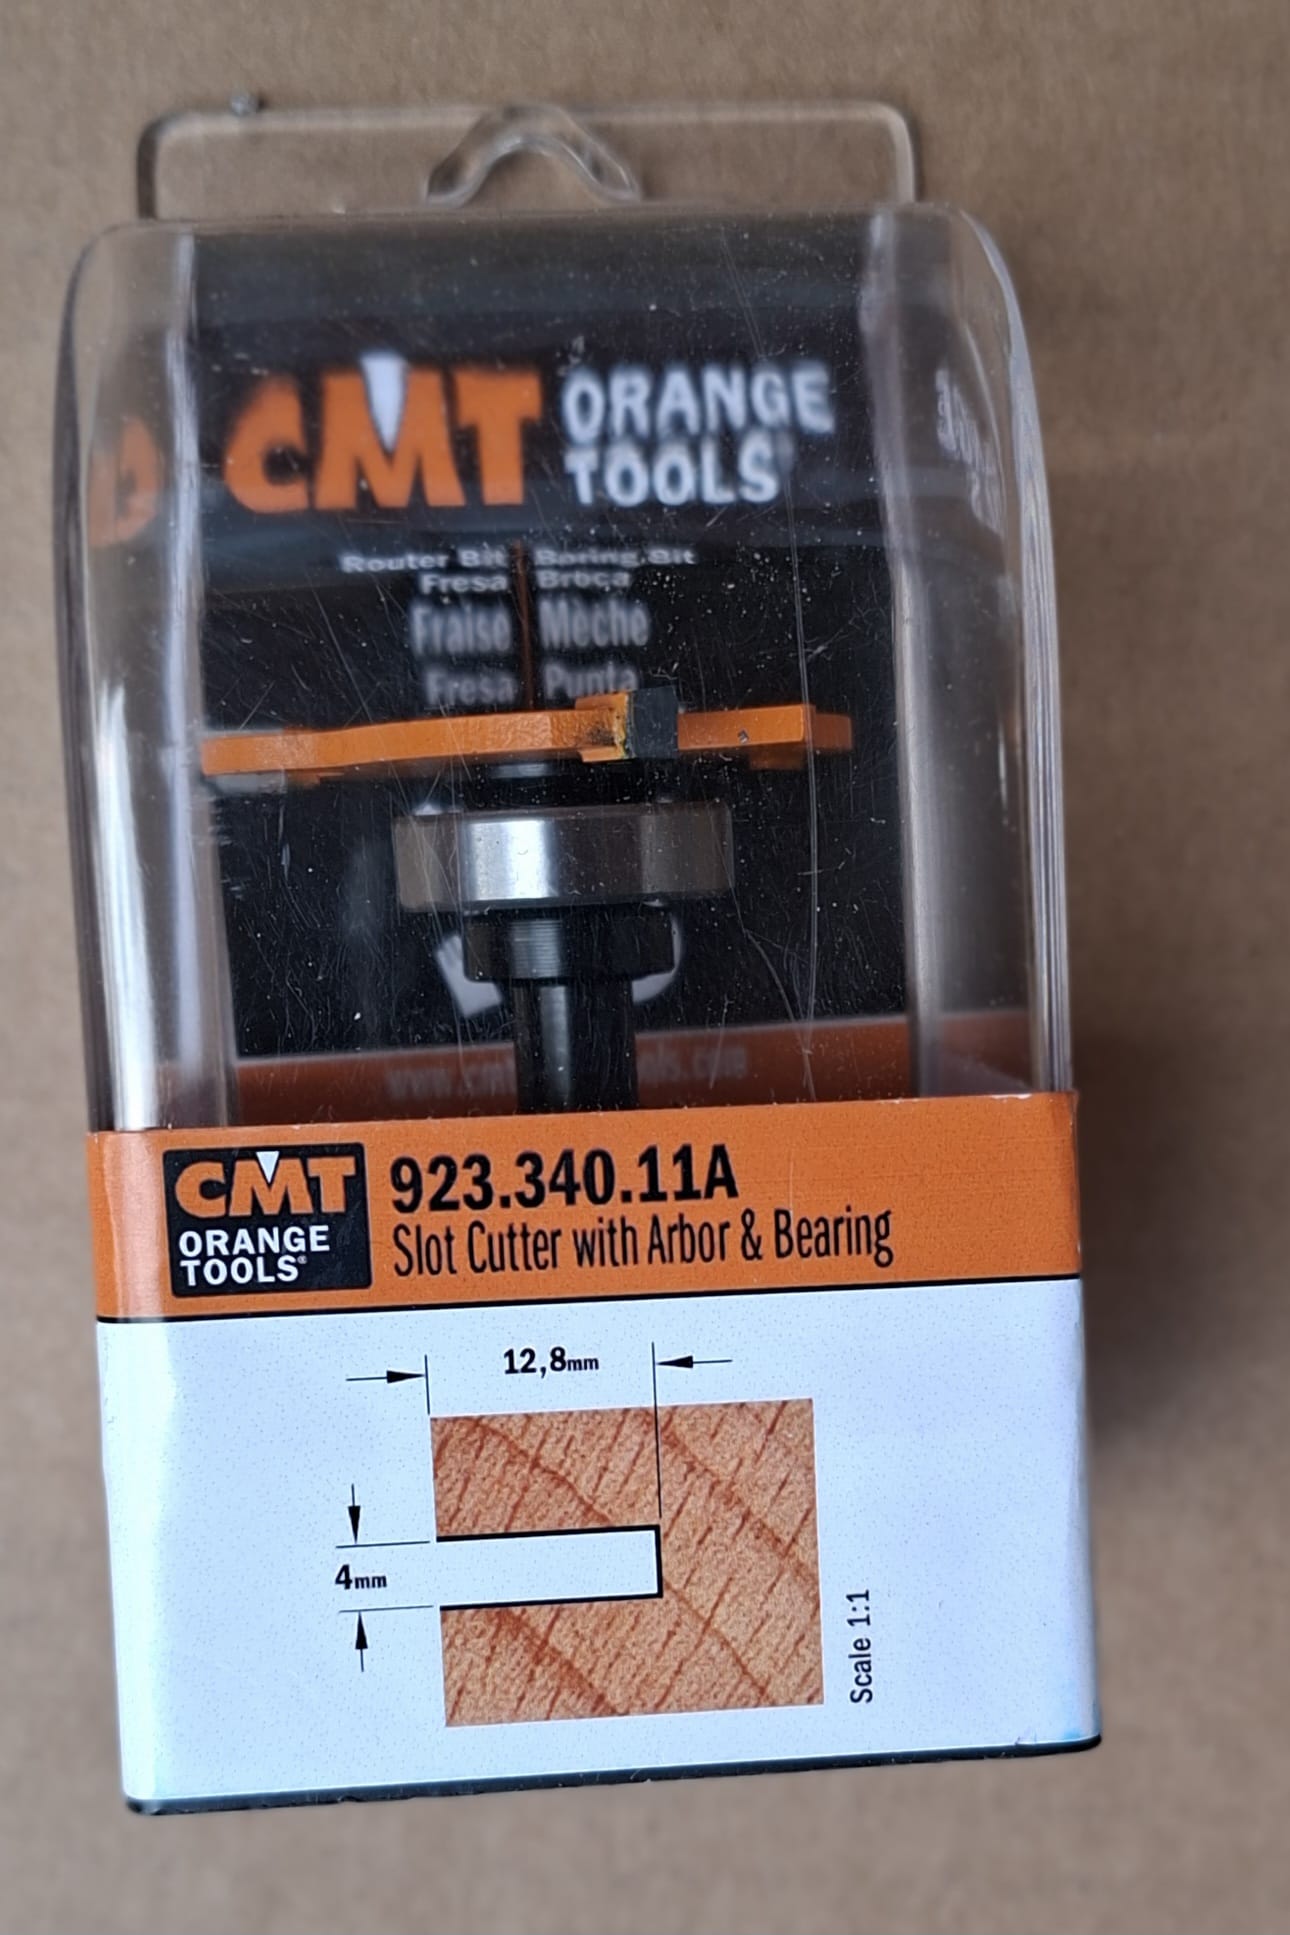 CMT ORANGE
TOOLS®
Router Bit Boring Bit
Fresa Broca
Fraise Mèche
Fresa Punta
CMT
ORANGE
TOOLS®
923.340.11A
Slot Cutter with Arbor & Bearing
12,8mm
4mm
Scale 1:1